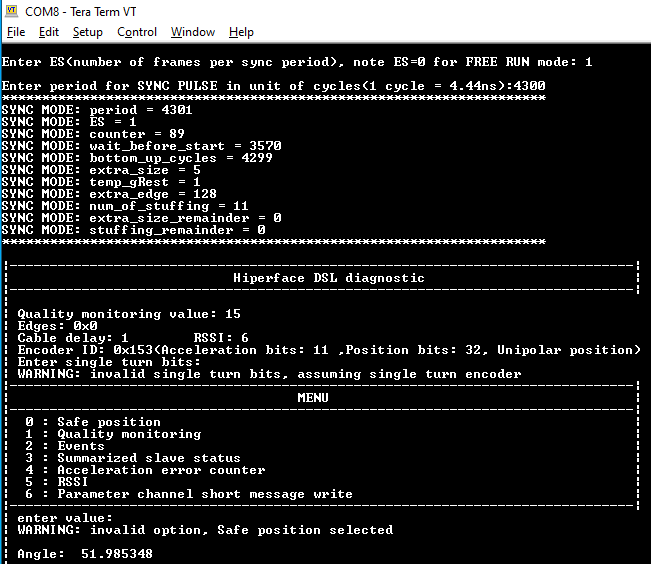 COM8 - Tera Term VT
File Edit Setup Control Window Help
Enter ES(number of frames per sync period), note ES=0 for FREE RUN mode: 1
Enter period for SYNC PULSE in unit of cycles(1 cycle = 4.44ns):4300
********************************************************************
SYNC MODE: period = 4301
SYNC MODE: ES = 1
SYNC MODE: counter = 89
SYNC MODE: wait_before_start = 3570
SYNC MODE: bottom_up_cycles = 4299
SYNC MODE: extra_size = 5
SYNC MODE: temp_gRest = 1
SYNC MODE: extra_edge = 128
SYNC MODE: num_of_stuffing = 11
SYNC MODE: extra_size_remainder = 0
SYNC MODE: stuffing_remainder = 0
********************************************************************
|------------------------------------------------------------------------------|
| Hiperface DSL diagnostic |
|------------------------------------------------------------------------------|
|
| Quality monitoring value: 15
| Edges: 0x0
| Cable delay: 1 RSSI: 6
| Encoder ID: 0x153(Acceleration bits: 11 ,Position bits: 32, Unipolar position)
| Enter single turn bits:
| WARNING: invalid single turn bits, assuming single turn encoder
|------------------------------------------------------------------------------|
| MENU |
|------------------------------------------------------------------------------|
| 0 : Safe position
| 1 : Quality monitoring
| 2 : Events
| 3 : Summarized slave status
| 4 : Acceleration error counter
| 5 : RSSI
| 6 : Parameter channel short message write
|------------------------------------------------------------------------------|
| enter value:
| WARNING: invalid option, Safe position selected
|
| Angle: 51.985348